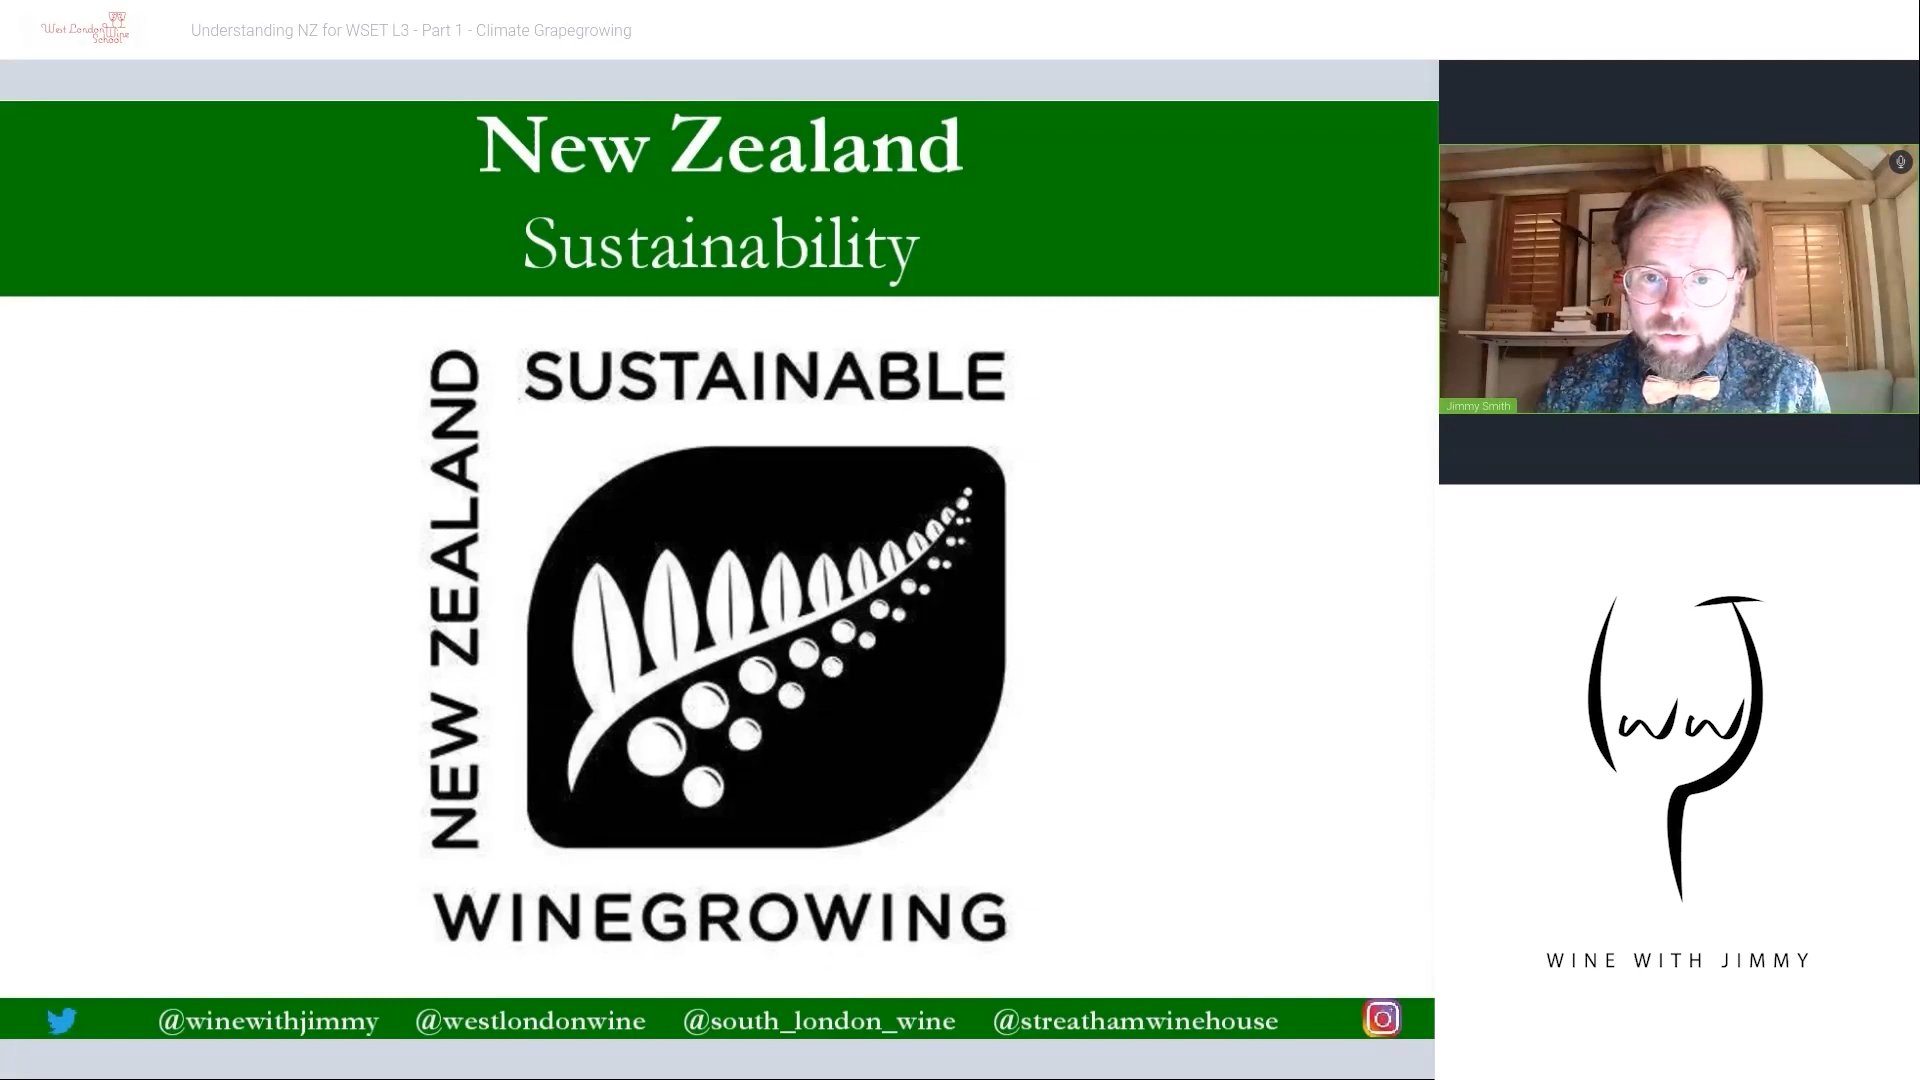 West London
Wine
School
Understanding NZ for WSET L3 - Part 1 - Climate Grapegrowing
New Zealand
Sustainability
NEW ZEALAND
SUSTAINABLE
WINEGROWING
Jimmy Smith
WW
WINE WITH JIMMY
@winewithjimmy @westlondonwine @south_london_wine @streathamwinehouse